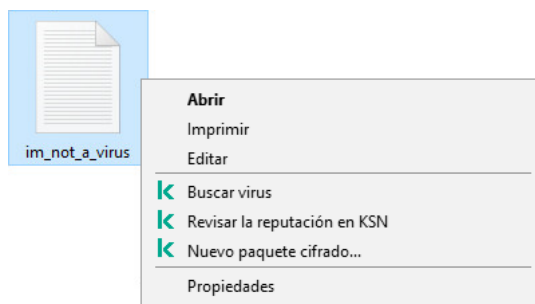 im_not_a_virus
Abrir
Imprimir
Editar
Buscar virus
Revisar la reputación en KSN
Nuevo paquete cifrado...
Propiedades